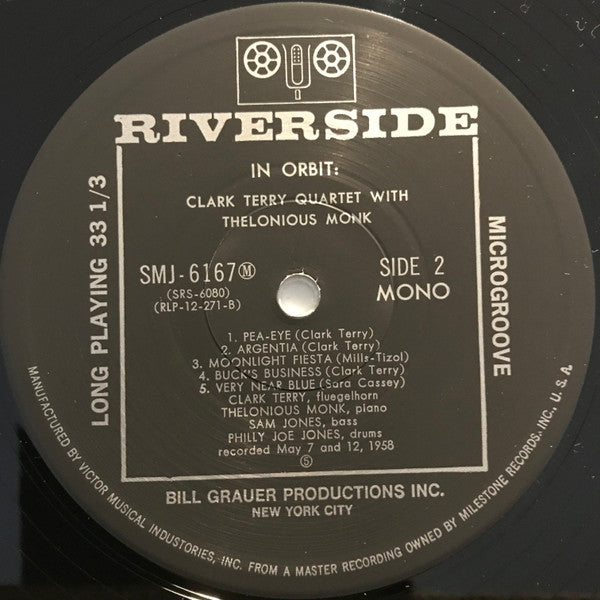 RIVERSIDE
IN ORBIT:
CLARK TERRY QUARTET WITH
THELONIOUS MONK
SMJ-6167 Ⓜ
(SRS-6080)
(RLP-12-271-B)
SIDE 2
MONO
1. PEA-EYE (Clark Terry)
2. ARGENTIA (Clark Terry)
3. MOONLIGHT FIESTA (Mills-Tizol)
4. BUCK'S BUSINESS (Clark Terry)
5. VERY NEAR BLUE (Sara Cassey)
CLARK TERRY, fluegelhorn
THELONIOUS MONK, piano
SAM JONES, bass
PHILLY JOE JONES, drums
recorded May 7 and 12, 1958
⑤
BILL GRAUER PRODUCTIONS INC.
NEW YORK CITY
LONG PLAYING 33 1/3
MICROGROOVE
MANUFACTURED BY VICTOR MUSICAL INDUSTRIES, INC. FROM A MASTER RECORDING OWNED BY MILESTONE RECORDS, INC., U.S.A.